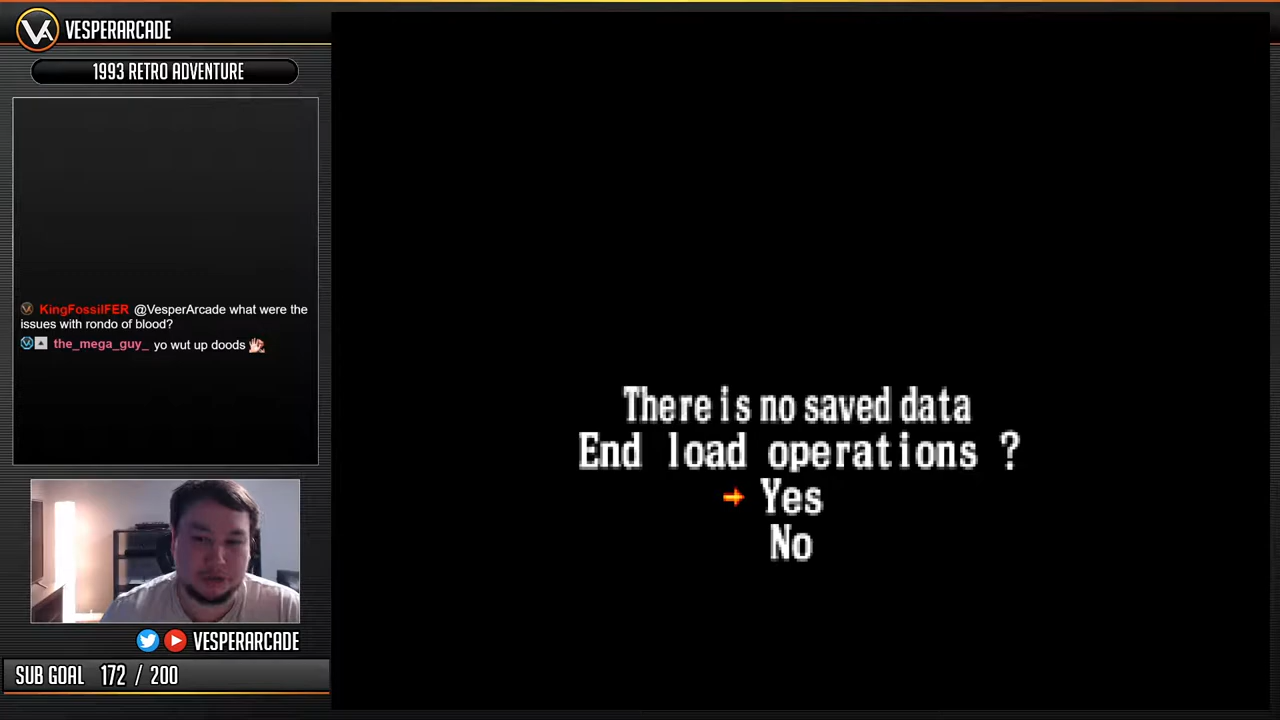 VESPERARCADE
1993 RETRO ADVENTURE
KingFossilFER @VesperArcade what were the
issues with rondo of blood?
the_mega_guy_ yo wut up doods
There is no saved data
End load operations ?
Yes
No
VESPERARCADE
SUB GOAL 172 / 200